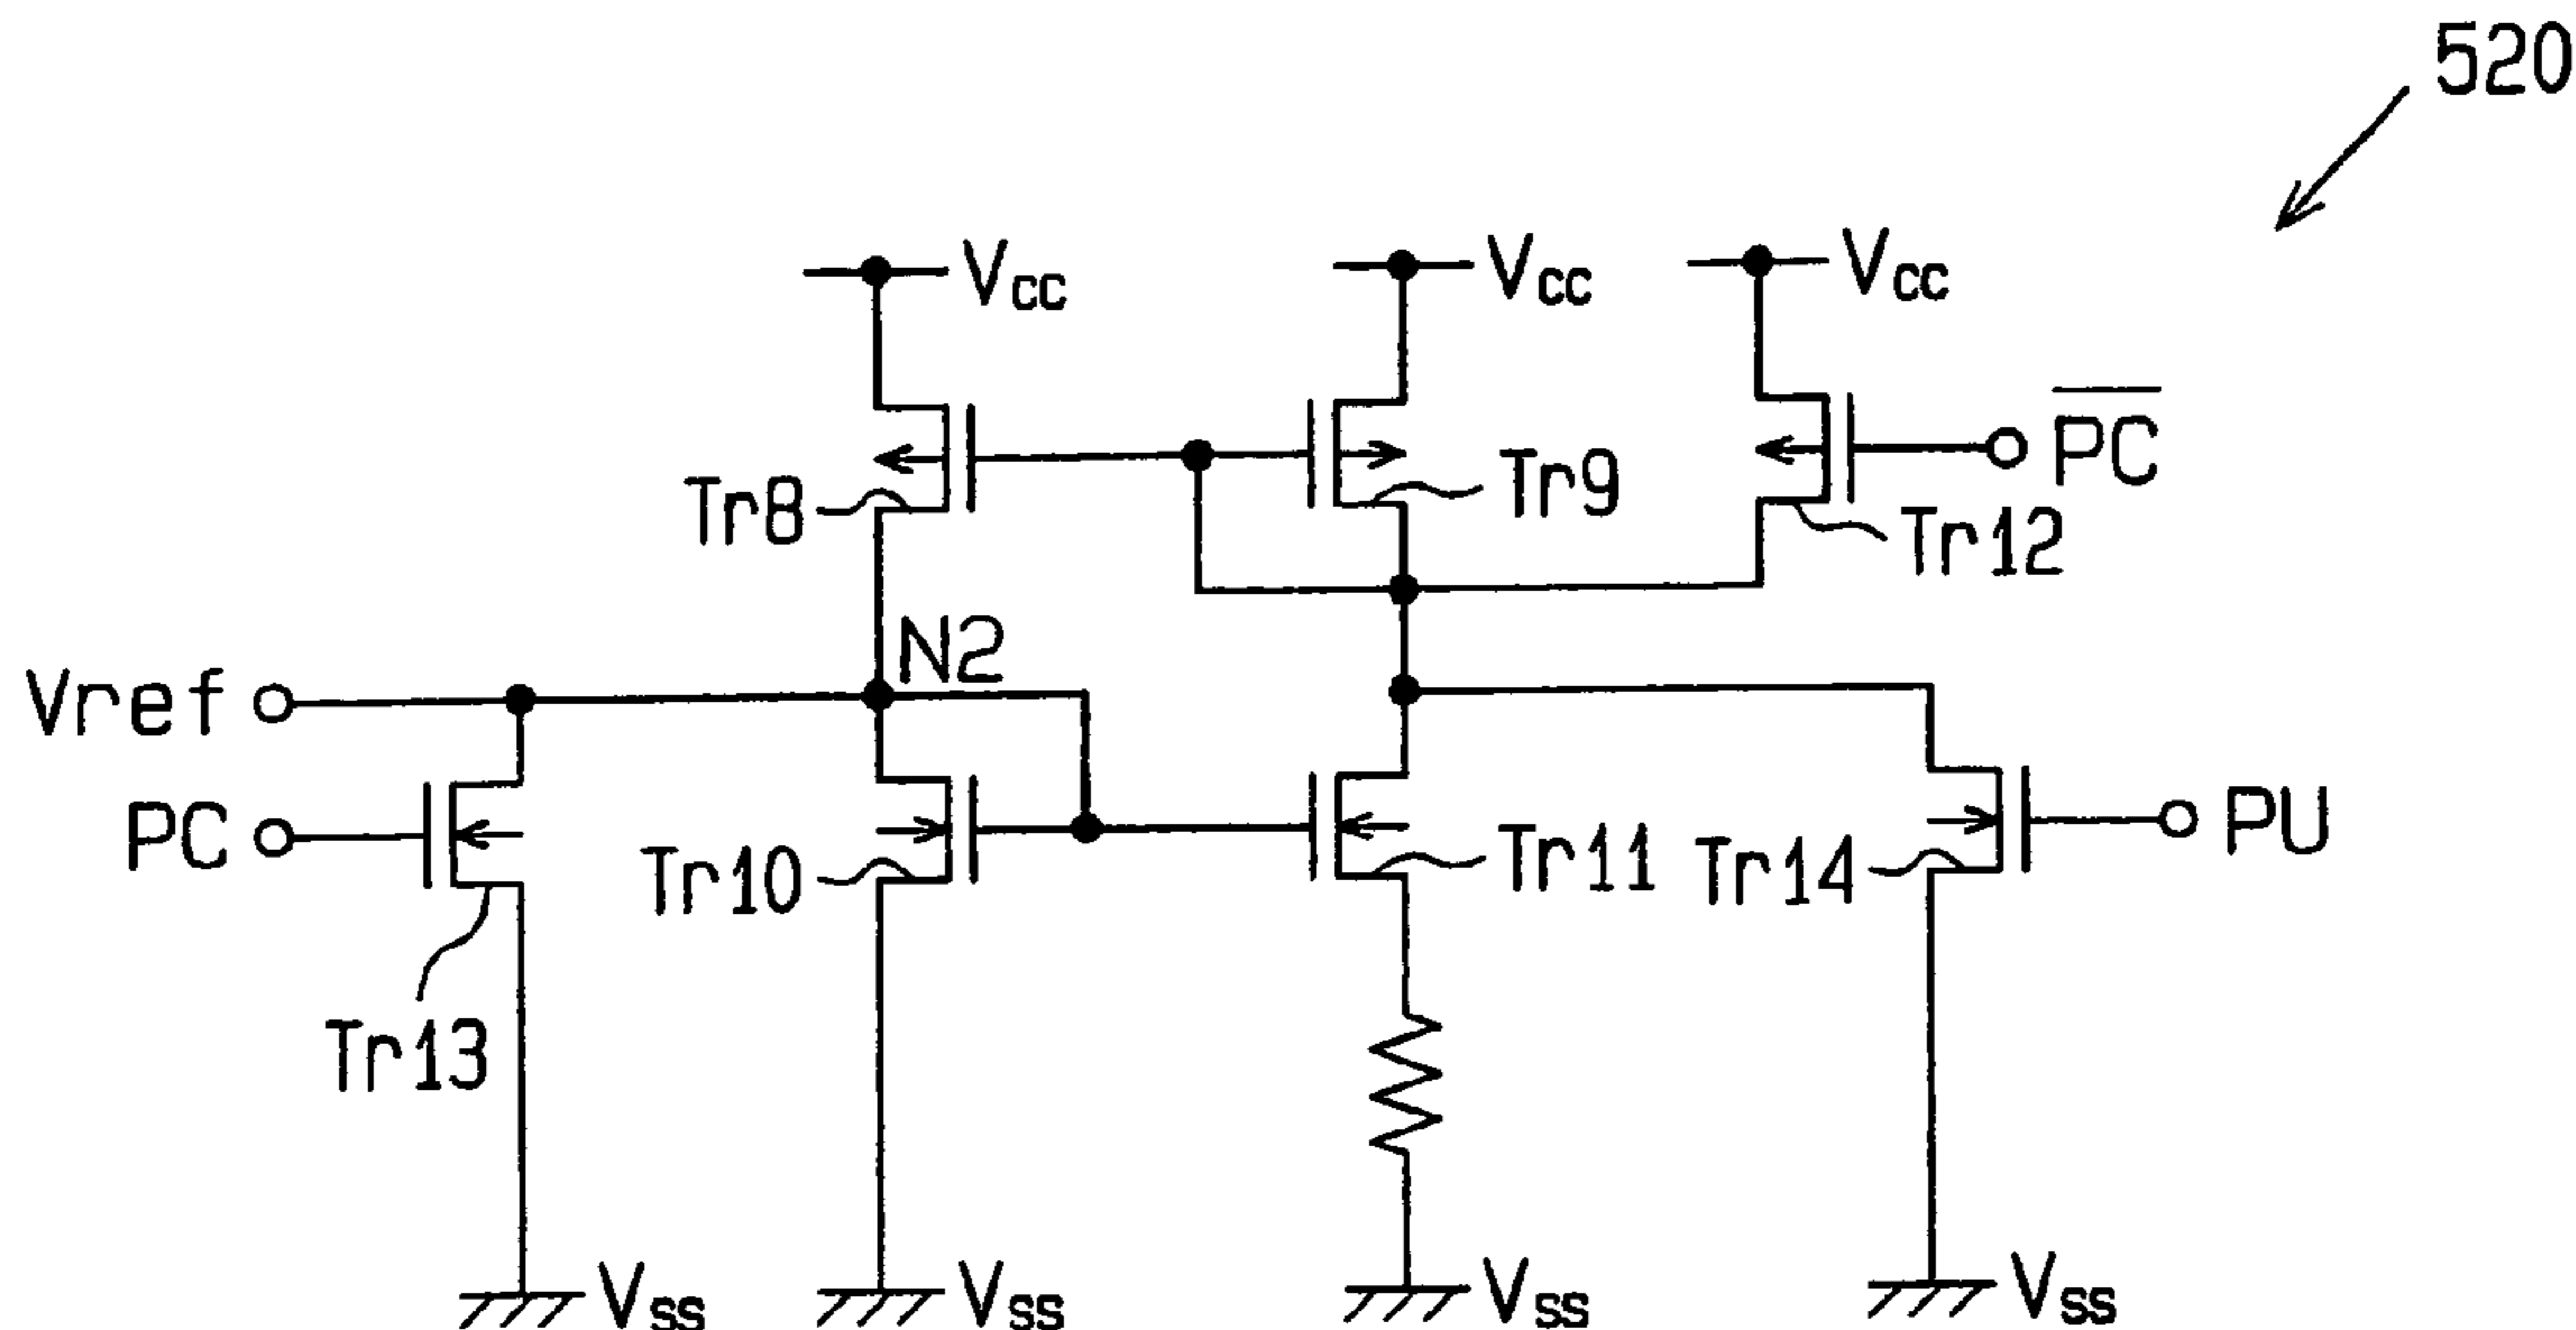 520
Vcc
Vcc
Vcc
P̅C̅
Tr8
Tr9
Tr12
N2
Vref
PC
Tr10
Tr11
Tr14
PU
Tr13
Vss
Vss
Vss
Vss